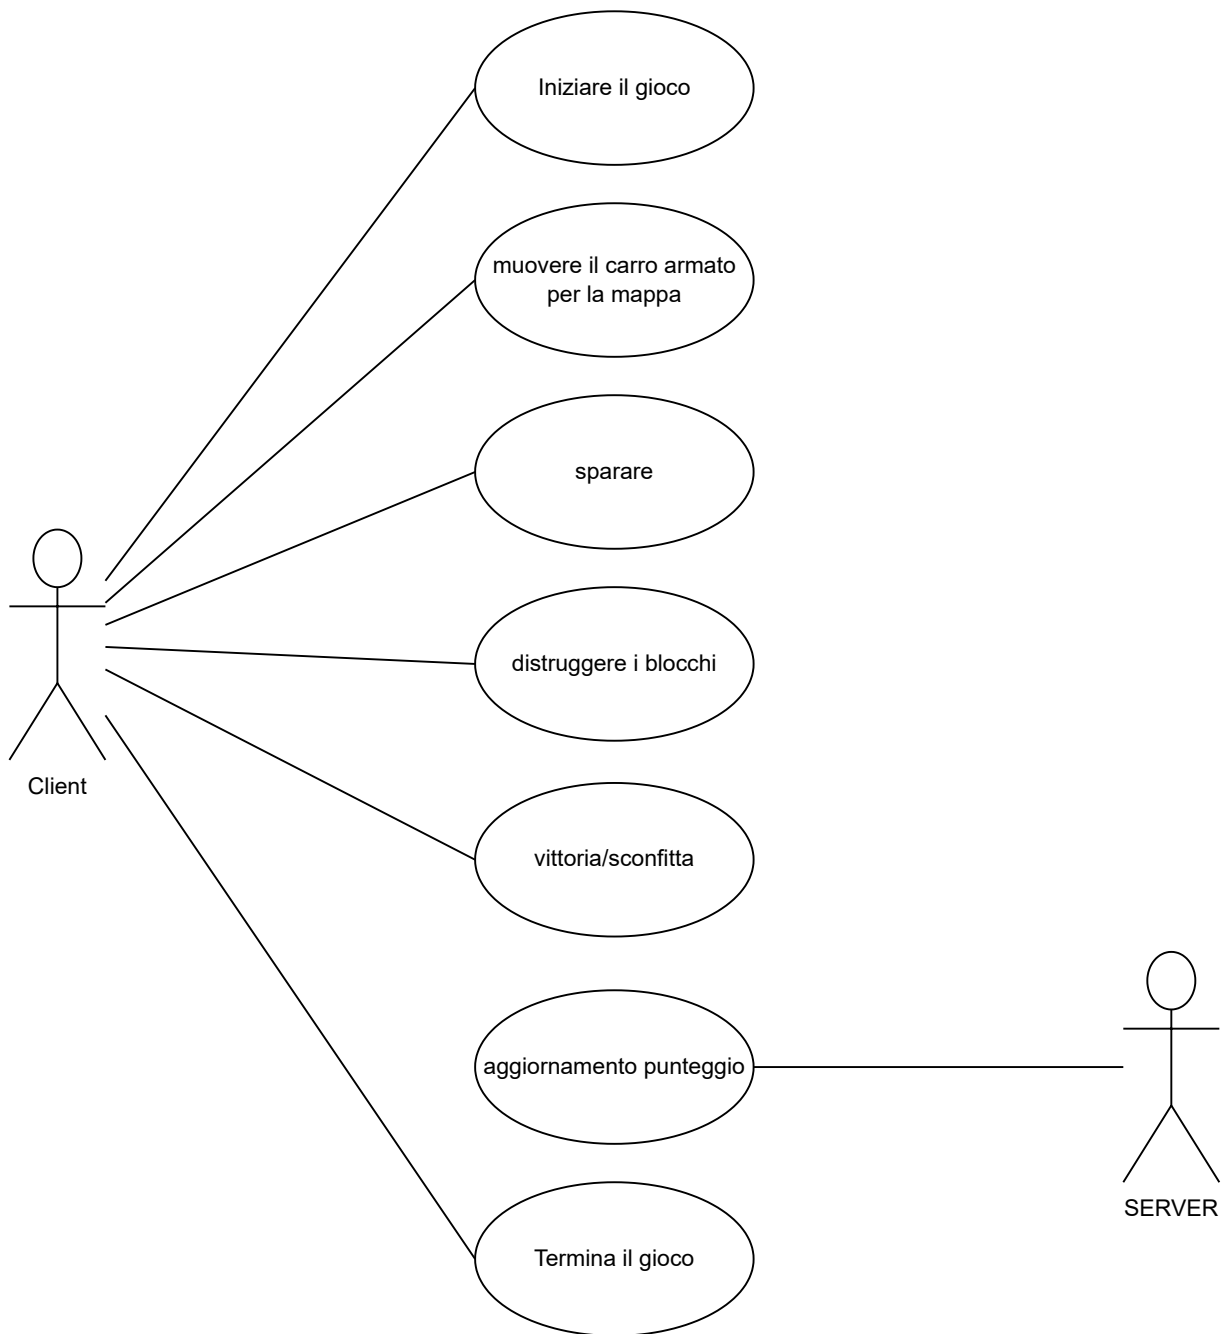 Iniziare il gioco
muovere il carro armato
per la mappa
sparare
distruggere i blocchi
Client
vittoria/sconfitta
aggiornamento punteggio
SERVER
Termina il gioco